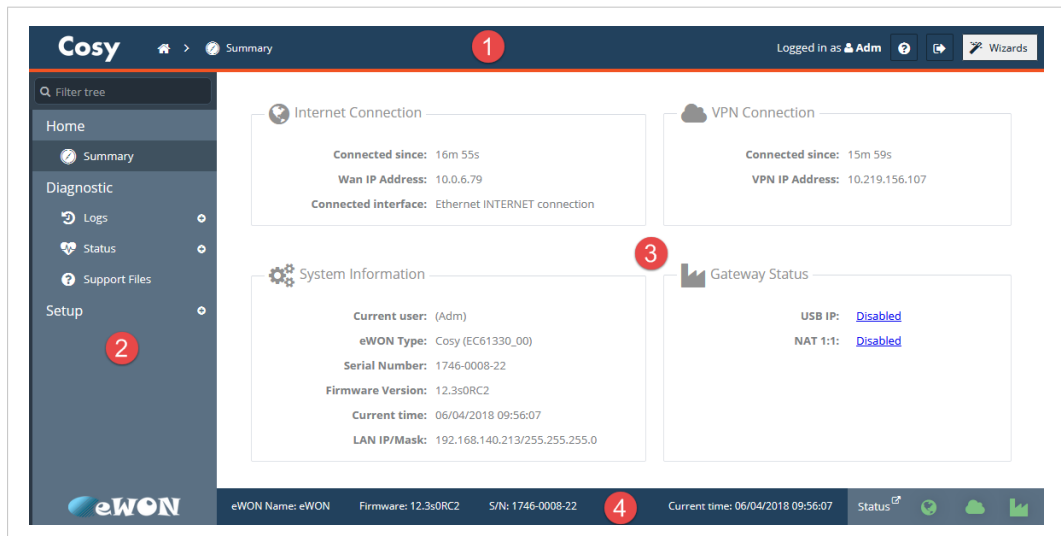 Cosy > Summary 1 Logged in as Adm ? Wizards
Filter tree
Home
Summary
Diagnostic
Logs
Status
? Support Files
Setup
2
Internet Connection
Connected since: 16m 55s
Wan IP Address: 10.0.6.79
Connected interface: Ethernet INTERNET connection
VPN Connection
Connected since: 15m 59s
VPN IP Address: 10.219.156.107
3
System Information
Current user: (Adm)
eWON Type: Cosy (EC61330_00)
Serial Number: 1746-0008-22
Firmware Version: 12.3s0RC2
Current time: 06/04/2018 09:56:07
LAN IP/Mask: 192.168.140.213/255.255.255.0
Gateway Status
USB IP: Disabled
NAT 1:1: Disabled
eWON eWON Name: eWON Firmware: 12.3s0RC2 S/N: 1746-0008-22 4 Current time: 06/04/2018 09:56:07 Status